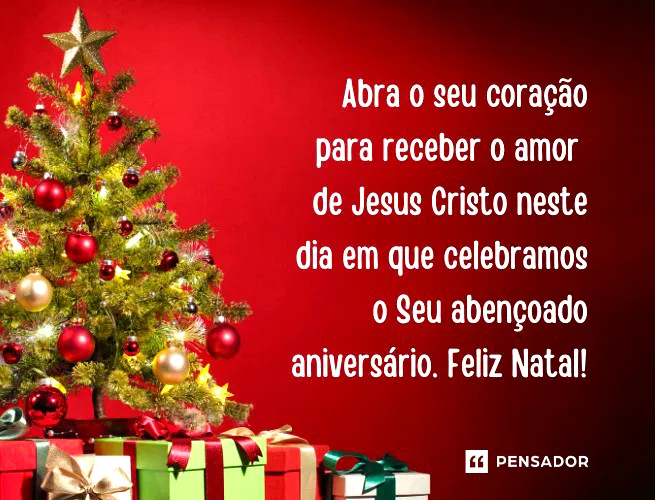 Abra o seu coração
para receber o amor
de Jesus Cristo neste
dia em que celebramos
o Seu abençoado
aniversário. Feliz Natal!
PENSADOR